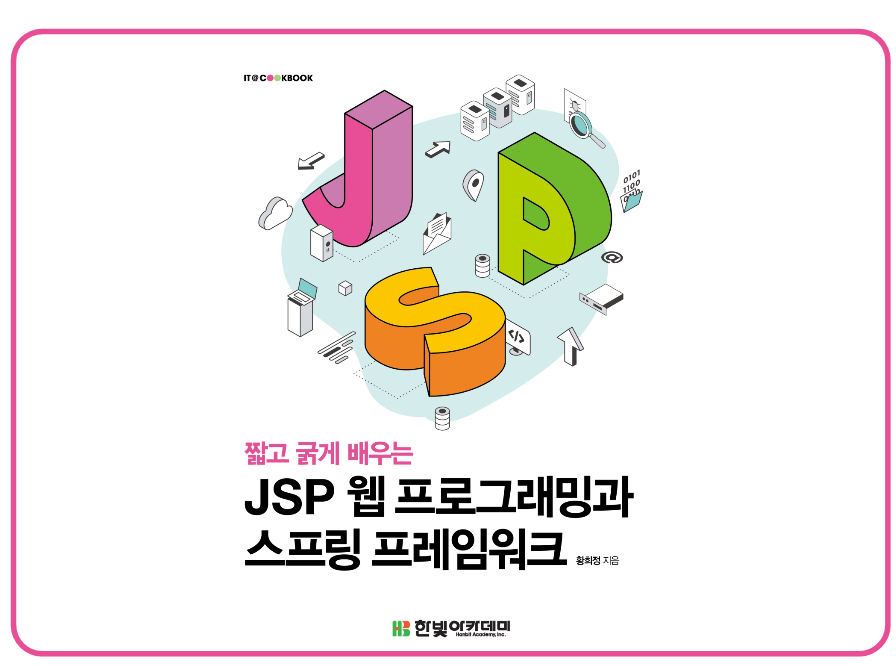 IT@COOKBOOK
J
P
S
0101
1100
@
</>
짧고 굵게 배우는
JSP 웹 프로그래밍과
스프링 프레임워크 황희정 지음
HB 한빛아카데미
Hanbit Academy, Inc.